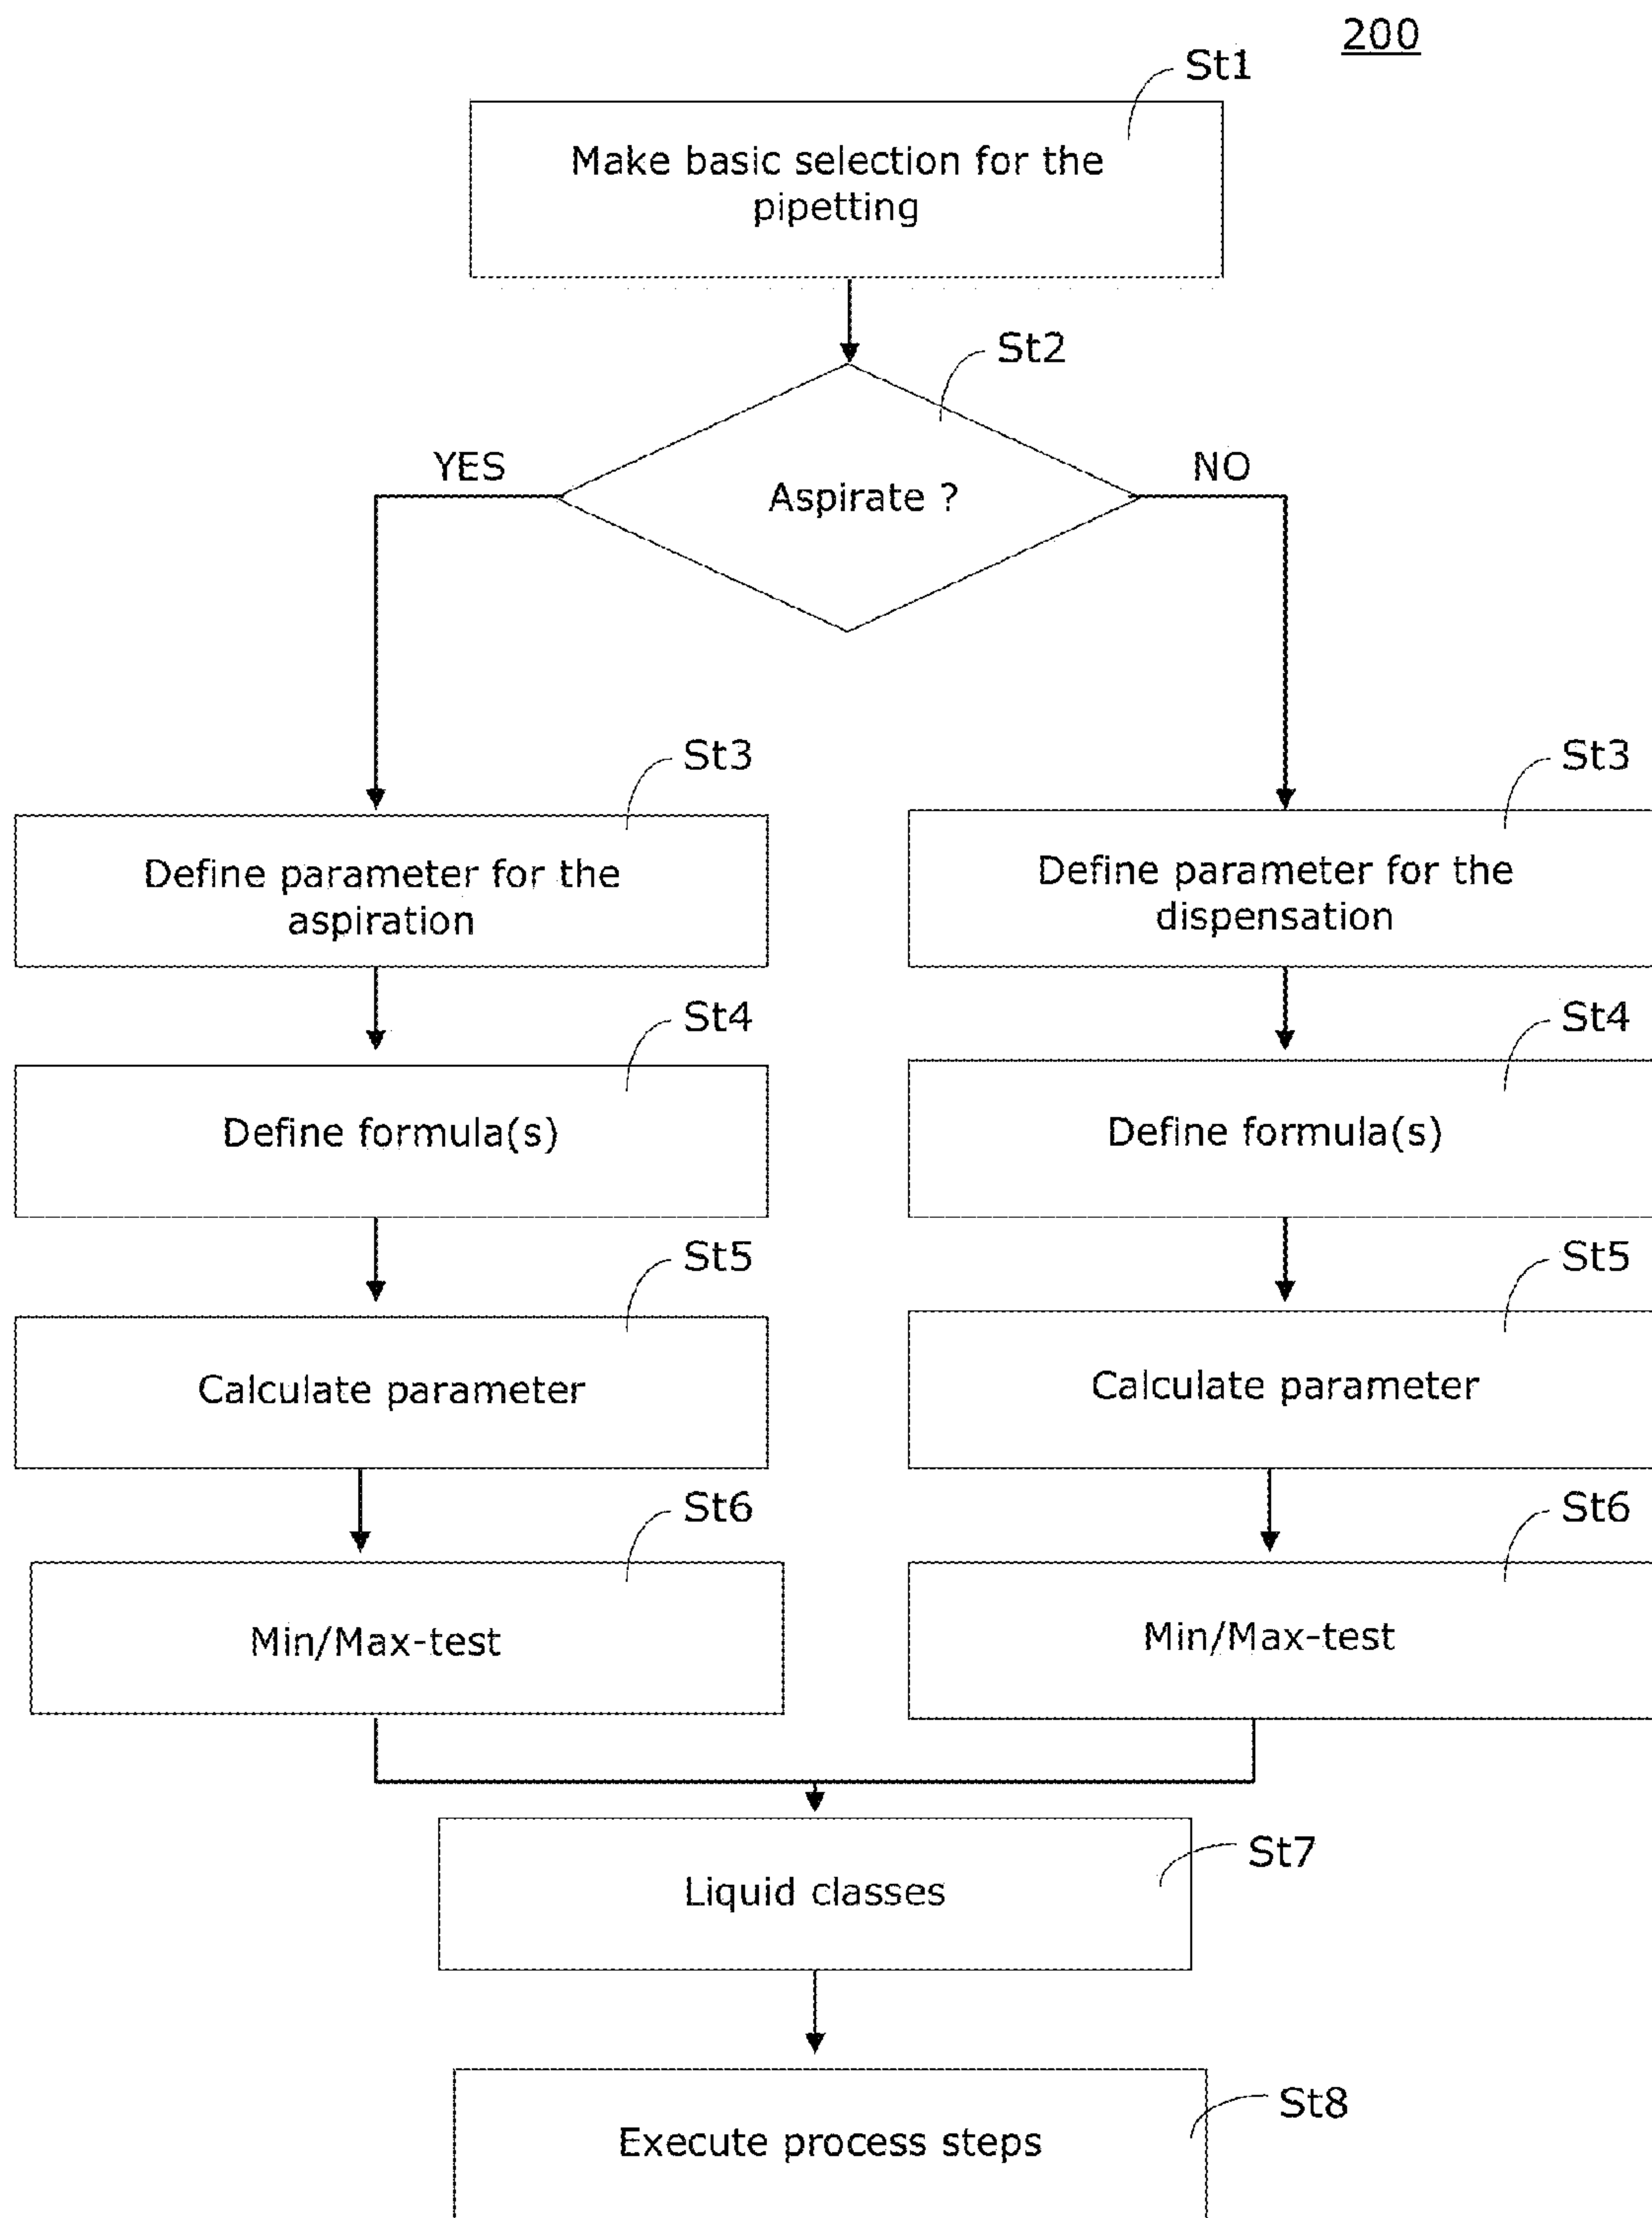 200
St1
Make basic selection for the
pipetting
St2
YES
NO
Aspirate ?
St3
St3
Define parameter for the
aspiration
Define parameter for the
dispensation
St4
St4
Define formula(s)
Define formula(s)
St5
St5
Calculate parameter
Calculate parameter
St6
St6
Min/Max-test
Min/Max-test
St7
Liquid classes
St8
Execute process steps